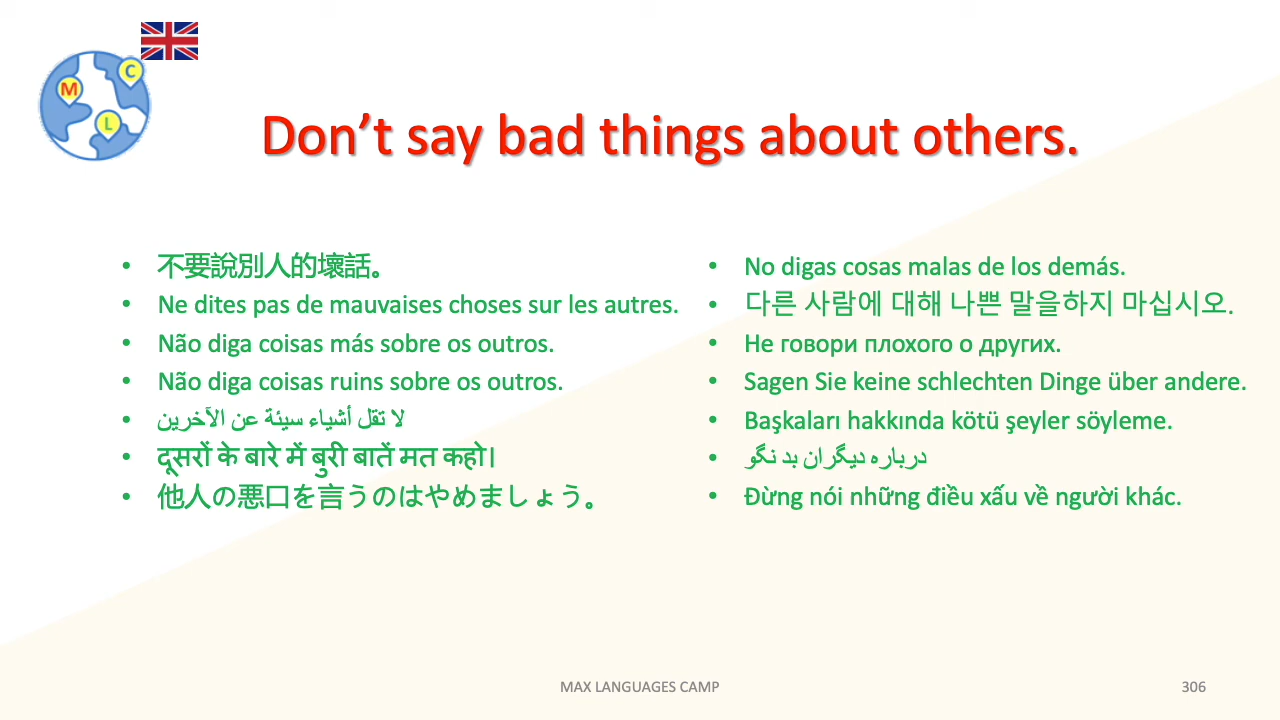 M C L
Don’t say bad things about others.
不要說別人的壞話。
Ne dites pas de mauvaises choses sur les autres.
Não diga coisas más sobre os outros.
Não diga coisas ruins sobre os outros.
لا تقل أشياء سيئة عن الآخرين
दूसरों के बारे में बुरी बातें मत कहो।
他人の悪口を言うのはやめましょう。
No digas cosas malas de los demás.
다른 사람에 대해 나쁜 말을하지 마십시오.
Не говори плохого о других.
Sagen Sie keine schlechten Dinge über andere.
Başkaları hakkında kötü şeyler söyleme.
درباره دیگران بد نگو
Đừng nói những điều xấu về người khác.
MAX LANGUAGES CAMP
306